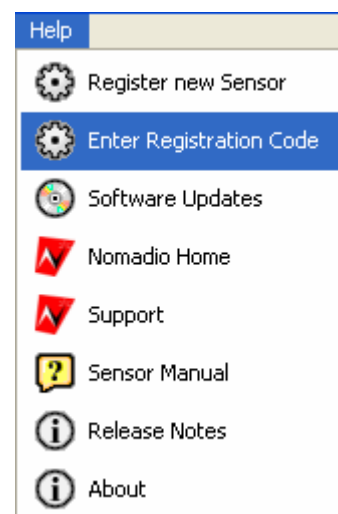 Help
Register new Sensor
Enter Registration Code
Software Updates
Nomadio Home
Support
Sensor Manual
Release Notes
About